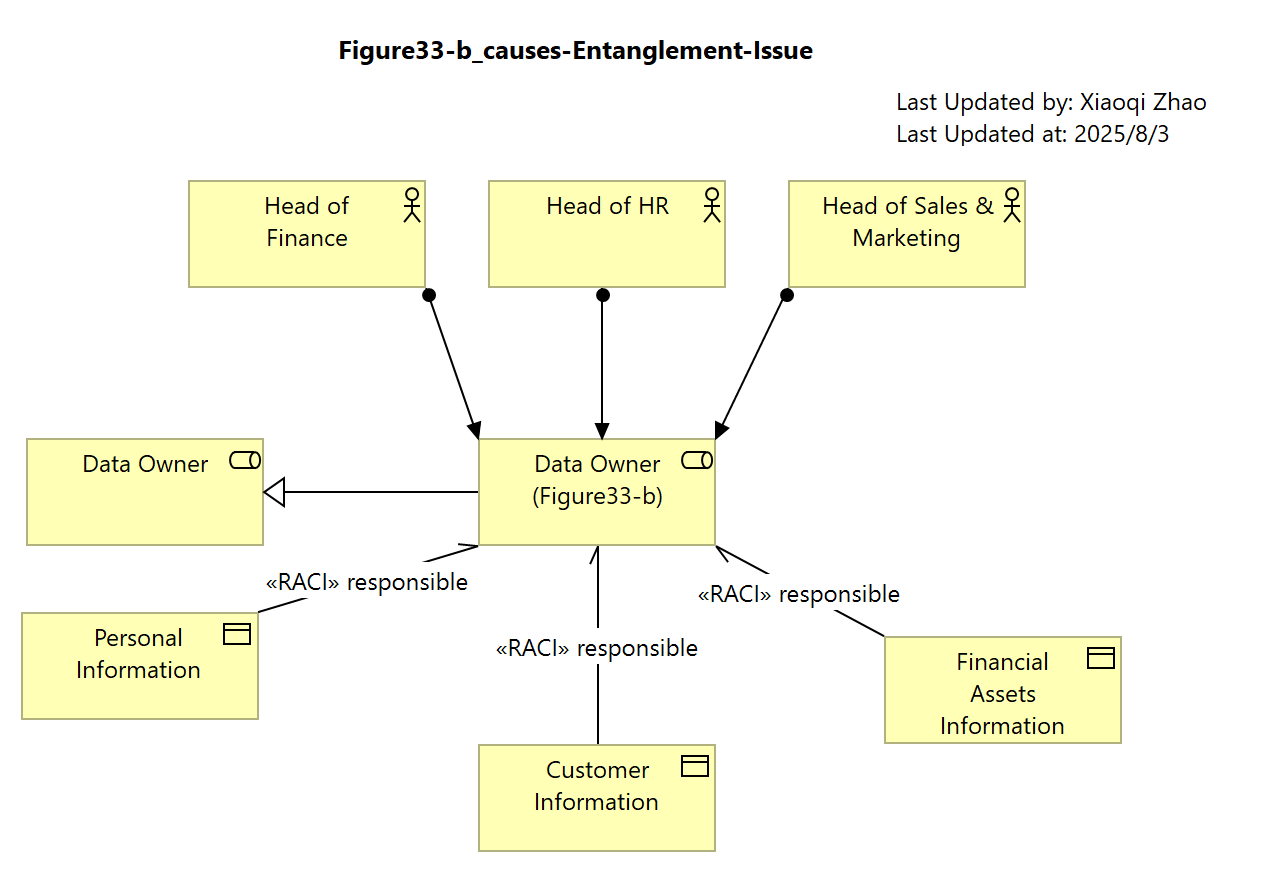 Figure33-b_causes-Entanglement-Issue
Last Updated by: Xiaoqi Zhao
Last Updated at: 2025/8/3
Head of
Finance
Head of HR
Head of Sales &
Marketing
Data Owner
Data Owner
(Figure33-b)
«RACI» responsible
«RACI» responsible
«RACI» responsible
Personal
Information
Financial
Assets
Information
Customer
Information